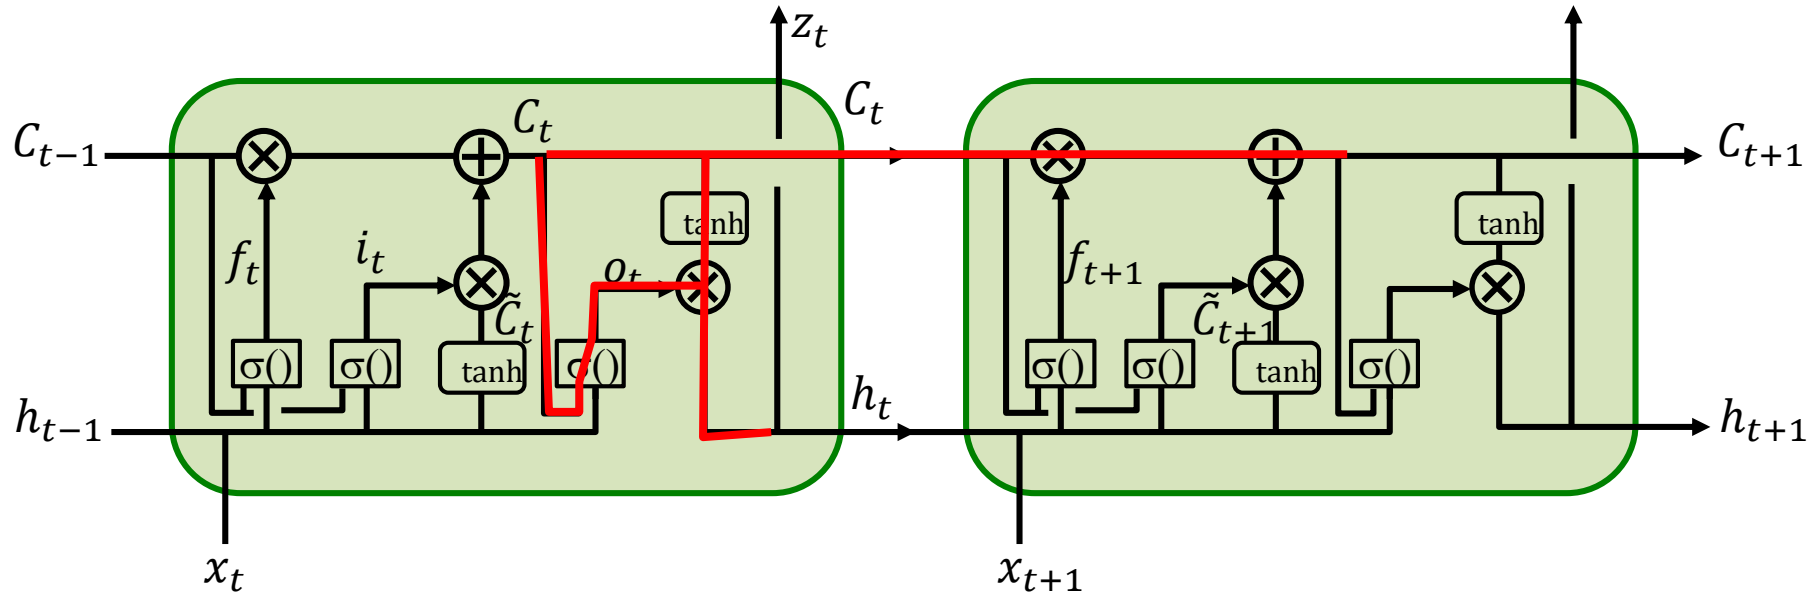 z_t
C_t C_t
C_{t-1} C_{t+1}
tanh tanh
f_t i_t o_t f_{t+1}
C̃_t C̃_{t+1}
σ() σ() tanh σ() σ() σ() tanh σ()
h_{t-1} h_t h_{t+1}
x_t x_{t+1}